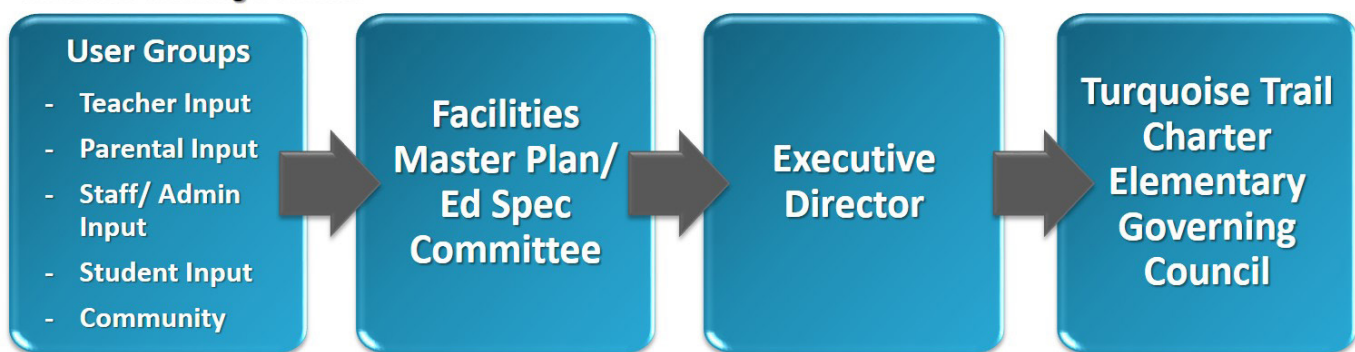 User Groups
- Teacher Input
- Parental Input
- Staff/ Admin
Input
- Student Input
- Community
Facilities
Master Plan/
Ed Spec
Committee
Executive
Director
Turquoise Trail
Charter
Elementary
Governing
Council